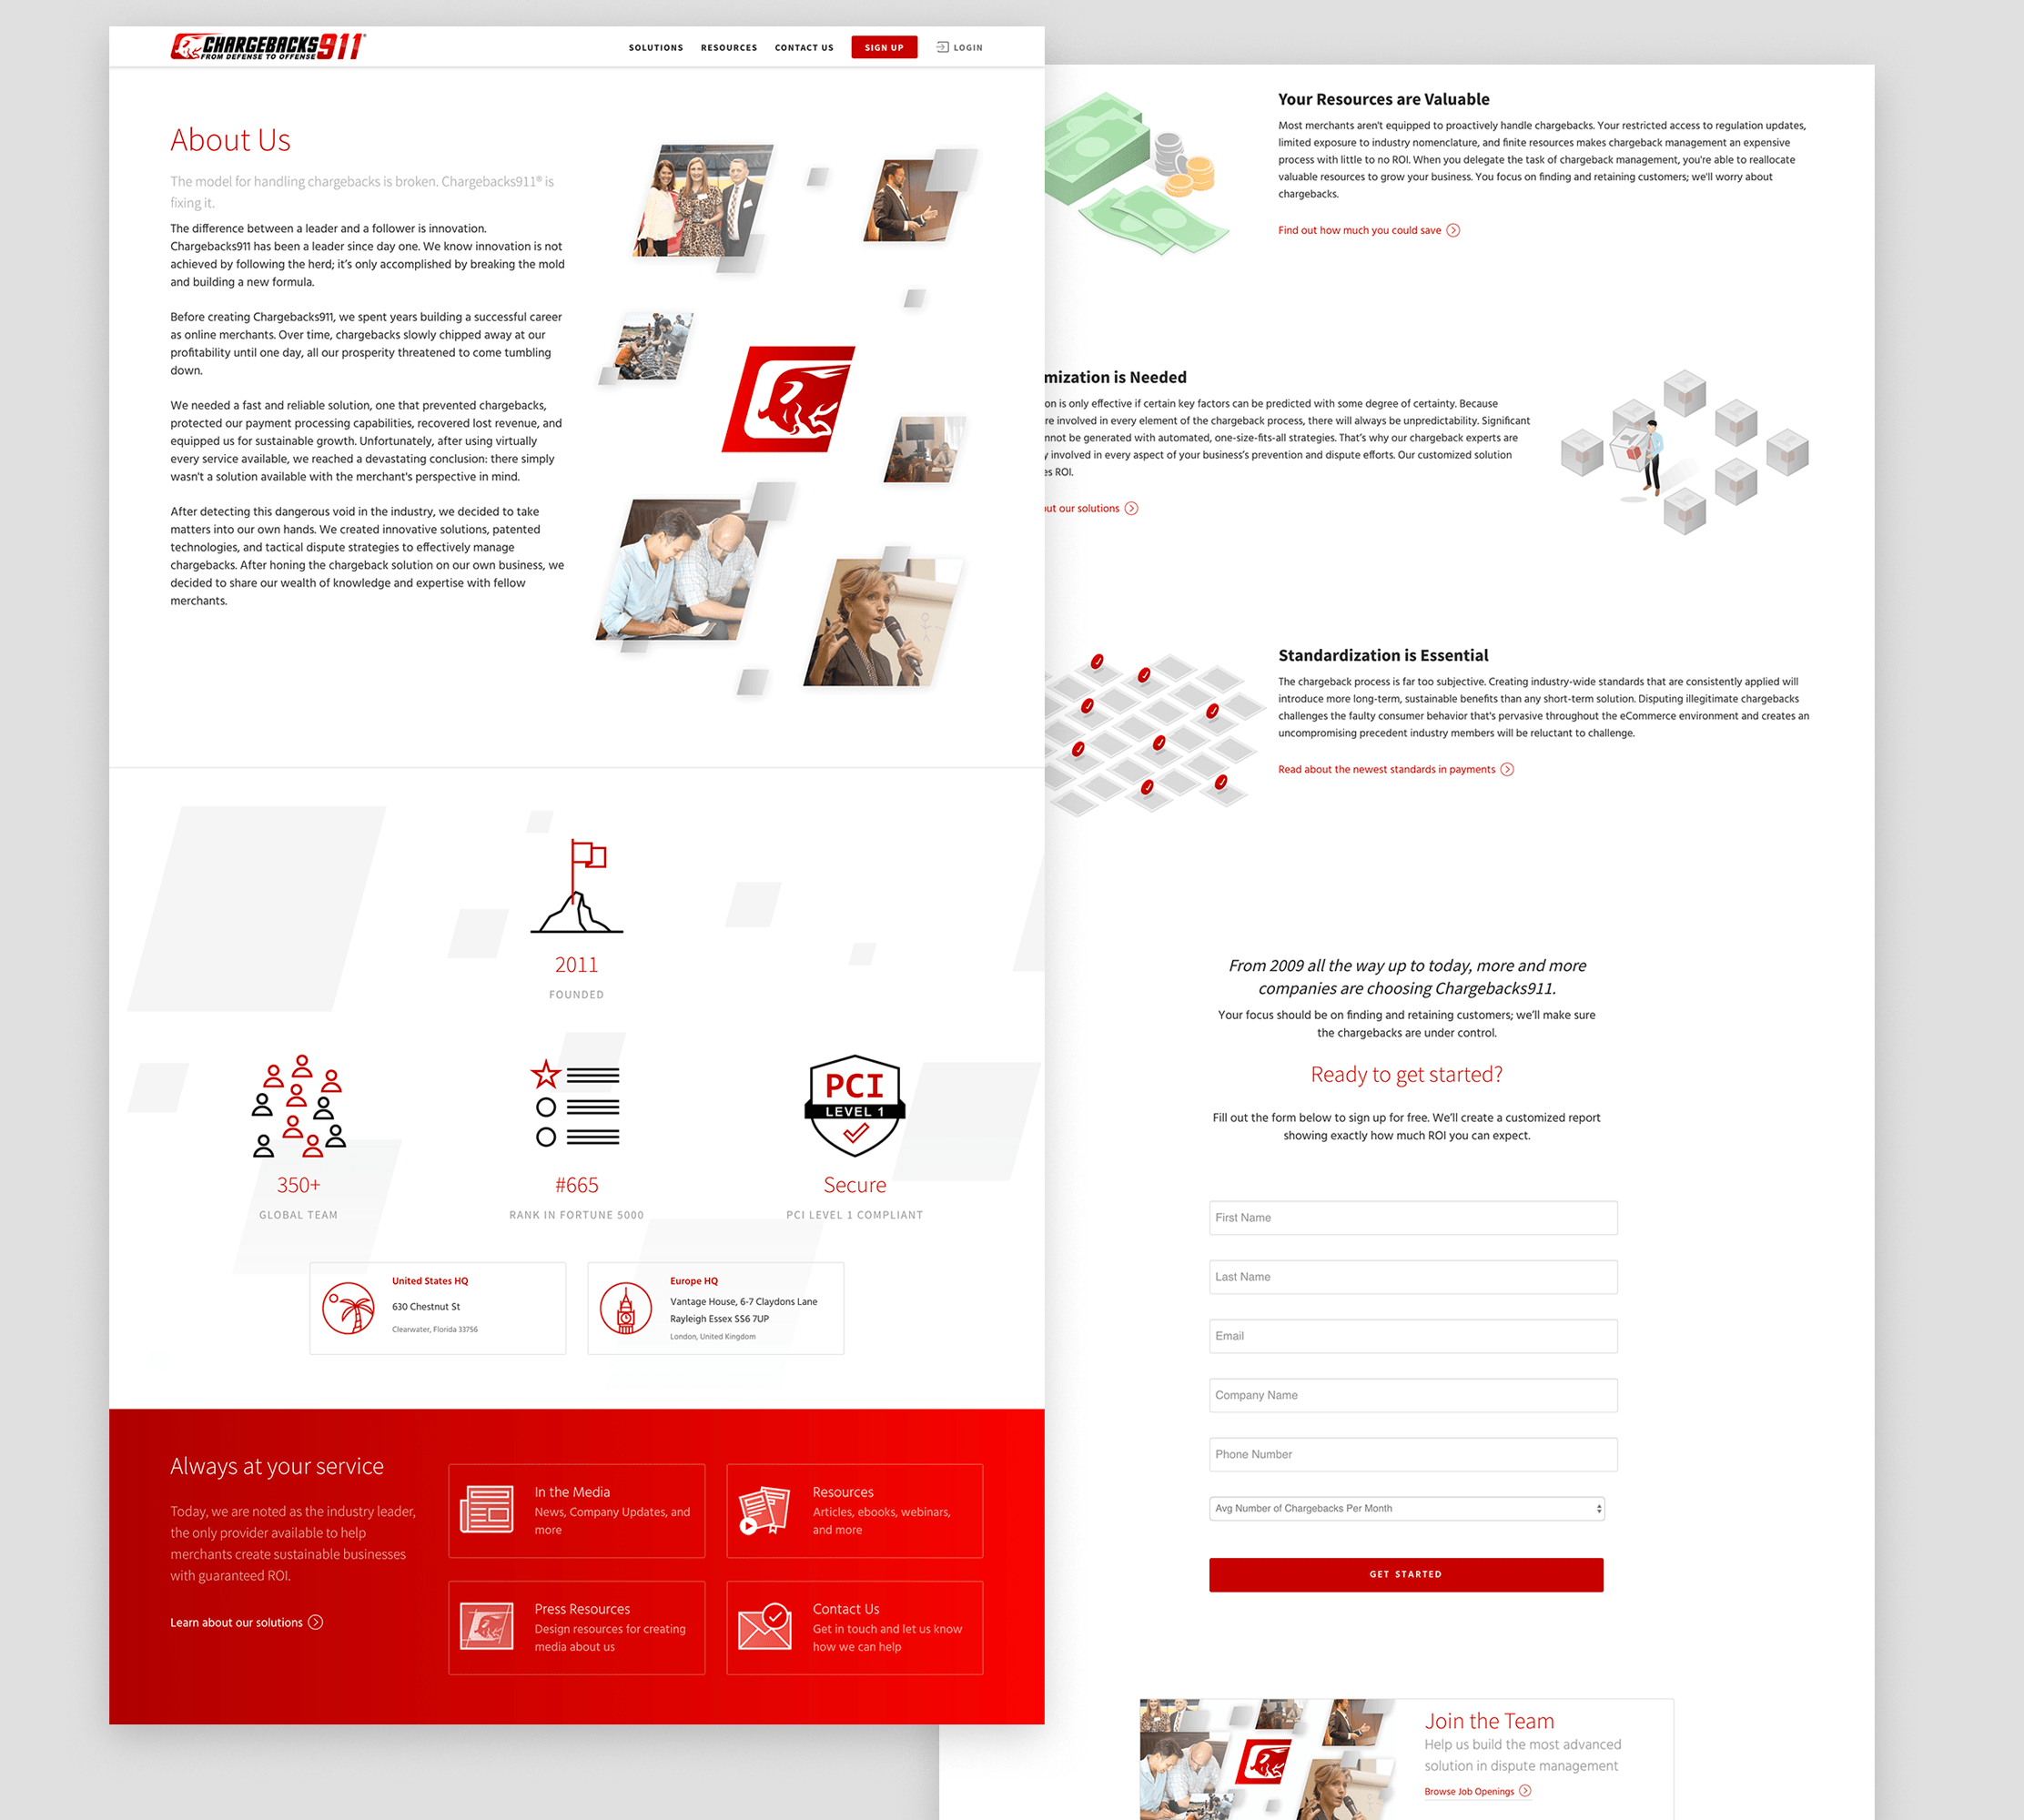 CHARGEBACKS911®
FROM DEFENSE TO OFFENSE
SOLUTIONS
RESOURCES
CONTACT US
SIGN UP
LOGIN
About Us
The model for handling chargebacks is broken. Chargebacks911® is
fixing it.
The difference between a leader and a follower is innovation.
Chargebacks911 has been a leader since day one. We know innovation is not
achieved by following the herd; it's only accomplished by breaking the mold
and building a new formula.
Before creating Chargebacks911, we spent years building a successful career
as online merchants. Over time, chargebacks slowly chipped away at our
profitability until one day, all our prosperity threatened to come tumbling
down.
We needed a fast and reliable solution, one that prevented chargebacks,
protected our payment processing capabilities, recovered lost revenue, and
equipped us for sustainable growth. Unfortunately, after using virtually
every service available, we reached a devastating conclusion: there simply
wasn't a solution available with the merchant's perspective in mind.
After detecting this dangerous void in the industry, we decided to take
matters into our own hands. We created innovative solutions, patented
technologies, and tactical dispute strategies to effectively manage
chargebacks. After honing the chargeback solution on our own business, we
decided to share our wealth of knowledge and expertise with fellow
merchants.
2011
FOUNDED
350+
GLOBAL TEAM
#665
RANK IN FORTUNE 5000
PCI
LEVEL 1
Secure
PCI LEVEL 1 COMPLIANT
United States HQ
630 Chestnut St
Clearwater, Florida 33756
Europe HQ
Vantage House, 6-7 Claydons Lane
Rayleigh Essex SS6 7UP
London, United Kingdom
Always at your service
Today, we are noted as the industry leader,
the only provider available to help
merchants create sustainable businesses
with guaranteed ROI.
Learn about our solutions
In the Media
News, Company Updates, and
more
Resources
Articles, ebooks, webinars,
and more
Press Resources
Design resources for creating
media about us
Contact Us
Get in touch and let us know
how we can help
Your Resources are Valuable
Most merchants aren't equipped to proactively handle chargebacks. Your restricted access to regulation updates,
limited exposure to industry nomenclature, and finite resources makes chargeback management an expensive
process with little to no ROI. When you delegate the task of chargeback management, you're able to reallocate
valuable resources to grow your business. You focus on finding and retaining customers; we'll worry about
chargebacks.
Find out how much you could save
mization is Needed
on is only effective if certain key factors can be predicted with some degree of certainty. Because
re involved in every element of the chargeback process, there will always be unpredictability. Significant
nnot be generated with automated, one-size-fits-all strategies. That's why our chargeback experts are
y involved in every aspect of your business's prevention and dispute efforts. Our customized solution
es ROI.
ut our solutions
Standardization is Essential
The chargeback process is far too subjective. Creating industry-wide standards that are consistently applied will
introduce more long-term, sustainable benefits than any short-term solution. Disputing illegitimate chargebacks
challenges the faulty consumer behavior that's pervasive throughout the eCommerce environment and creates an
uncompromising precedent industry members will be reluctant to challenge.
Read about the newest standards in payments
From 2009 all the way up to today, more and more
companies are choosing Chargebacks911.
Your focus should be on finding and retaining customers; we'll make sure
the chargebacks are under control.
Ready to get started?
Fill out the form below to sign up for free. We'll create a customized report
showing exactly how much ROI you can expect.
First Name
Last Name
Email
Company Name
Phone Number
Avg Number of Chargebacks Per Month
GET STARTED
Join the Team
Help us build the most advanced
solution in dispute management
Browse Job Openings